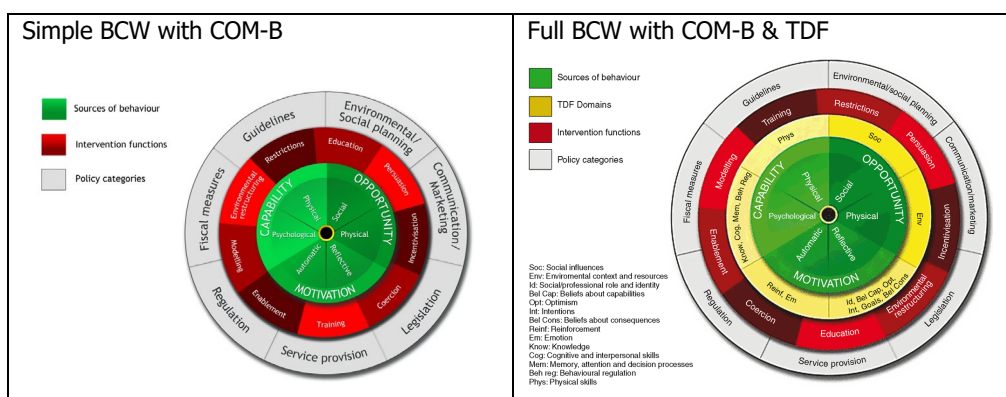 Simple BCW with COM-B
Sources of behaviour
Intervention functions
Policy categories
Guidelines
Environmental/
Social planning
Communication/
Marketing
Legislation
Service provision
Regulation
Fiscal measures
Restrictions
Education
Persuasion
Incentivisation
Coercion
Training
Enablement
Modelling
Environmental
restructuring
CAPABILITY
OPPORTUNITY
MOTIVATION
Physical
Social
Psychological
Physical
Automatic
Reflective
Full BCW with COM-B & TDF
Sources of behaviour
TDF Domains
Intervention functions
Policy categories
Guidelines
Environmental/social planning
Communication/marketing
Legislation
Service provision
Regulation
Fiscal measures
Training
Restrictions
Persuasion
Incentivisation
Environmental
restructuring
Education
Coercion
Enablement
Modelling
Phys
Soc
Env
Id, Bel Cap, Opt,
Int, Goals, Bel Cons
Reinf, Em
Know, Cog, Mem, Beh Reg
CAPABILITY
OPPORTUNITY
MOTIVATION
Physical
Social
Psychological
Physical
Automatic
Reflective
Soc: Social influences
Env: Enviromental context and resources
Id: Social/professional role and identity
Bel Cap: Beliefs about capabilities
Opt: Optimism
Int: Intentions
Bel Cons: Beliefs about consequences
Reinf: Reinforcement
Em: Emotion
Know: Knowledge
Cog: Cognitive and interpersonal skills
Mem: Memory, attention and decision processes
Beh reg: Behavioural regulation
Phys: Physical skills